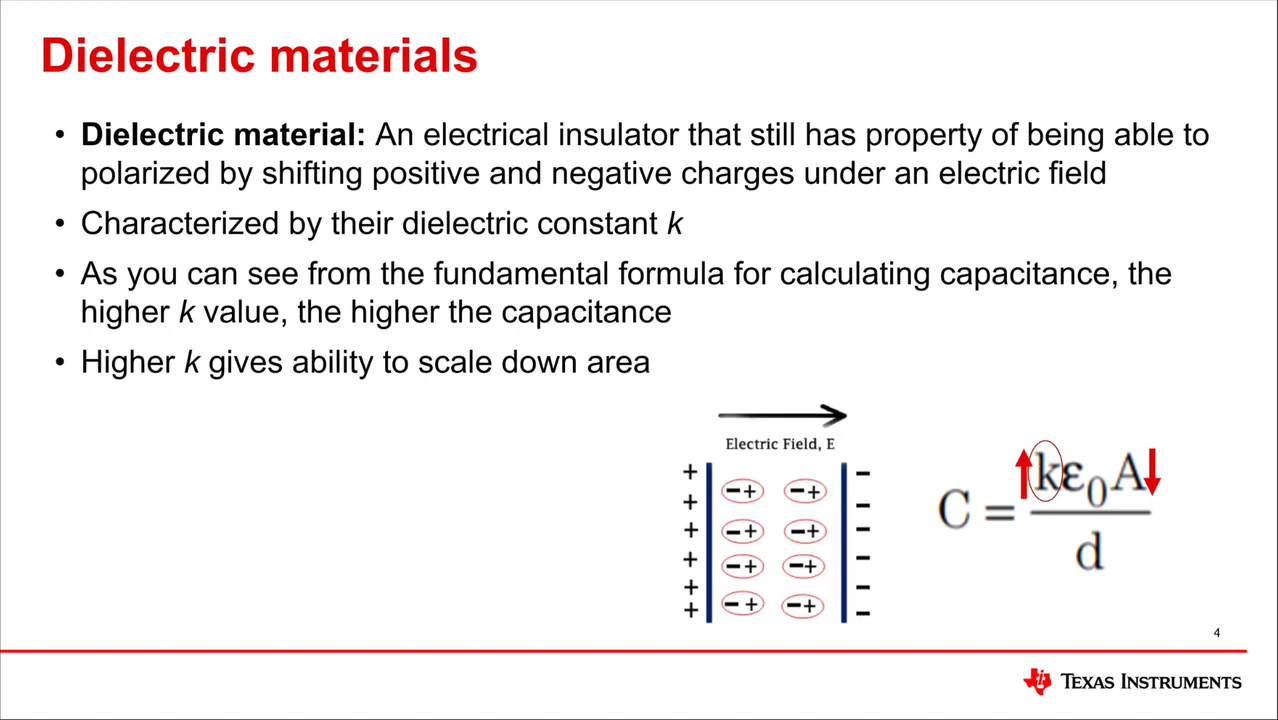 Dielectric materials
• Dielectric material: An electrical insulator that still has property of being able to
polarized by shifting positive and negative charges under an electric field
• Characterized by their dielectric constant k
• As you can see from the fundamental formula for calculating capacitance, the
higher k value, the higher the capacitance
• Higher k gives ability to scale down area
Electric Field, E
+ −
−+ −+
+ −
−+ −+
+ −
+ −
−+ −+
+ −
−+ −+
+ −
C = kε₀A / d
4
TEXAS INSTRUMENTS